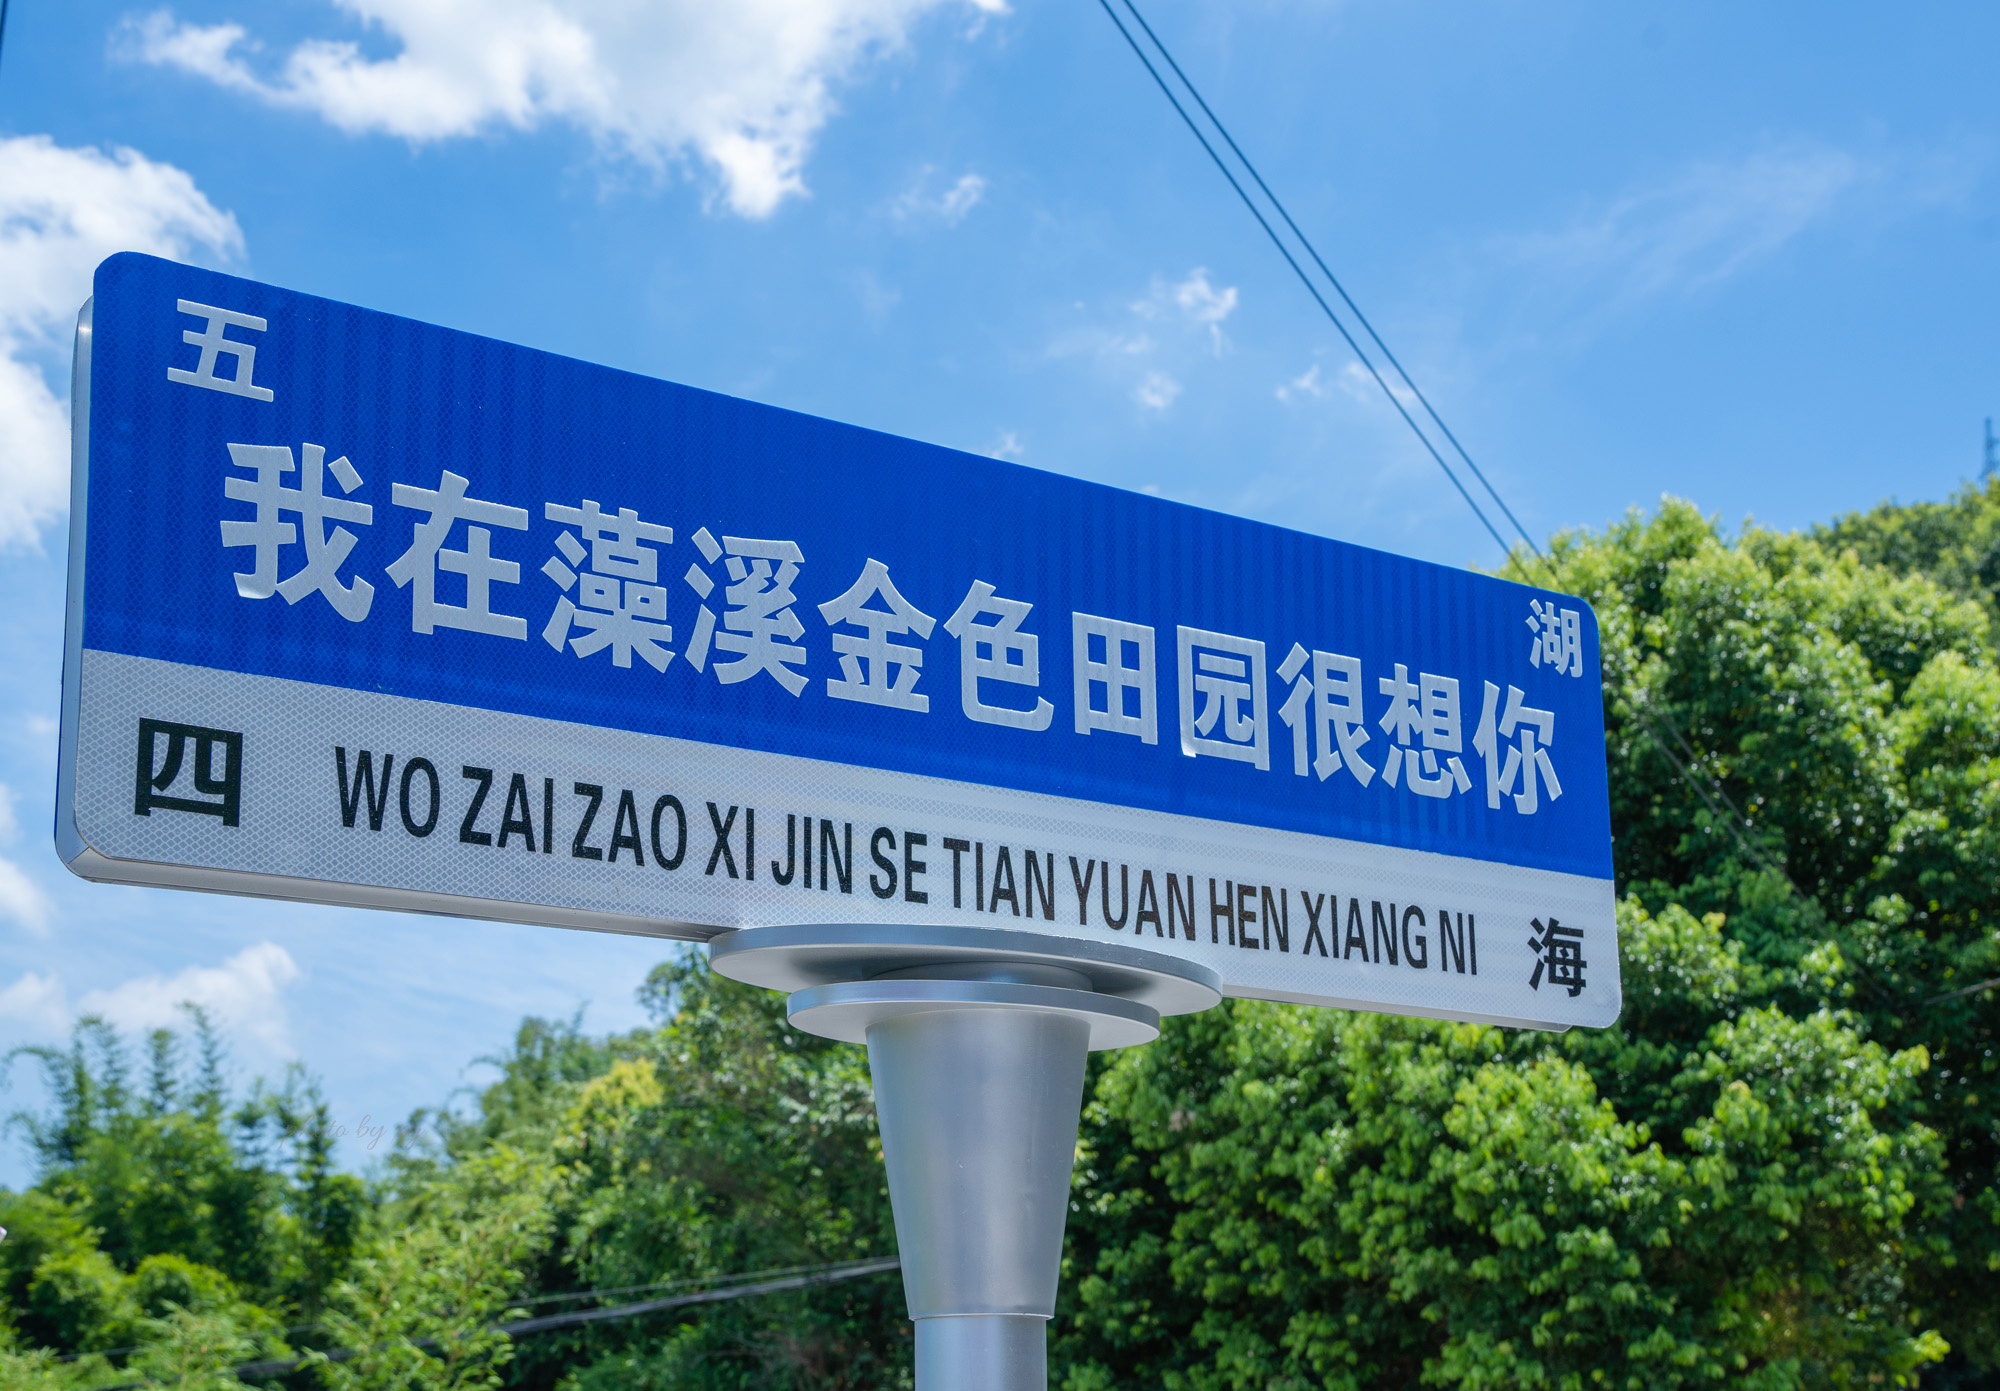 五 湖
我在藻溪金色田园很想你
四 海
WO ZAI ZAO XI JIN SE TIAN YUAN HEN XIANG NI